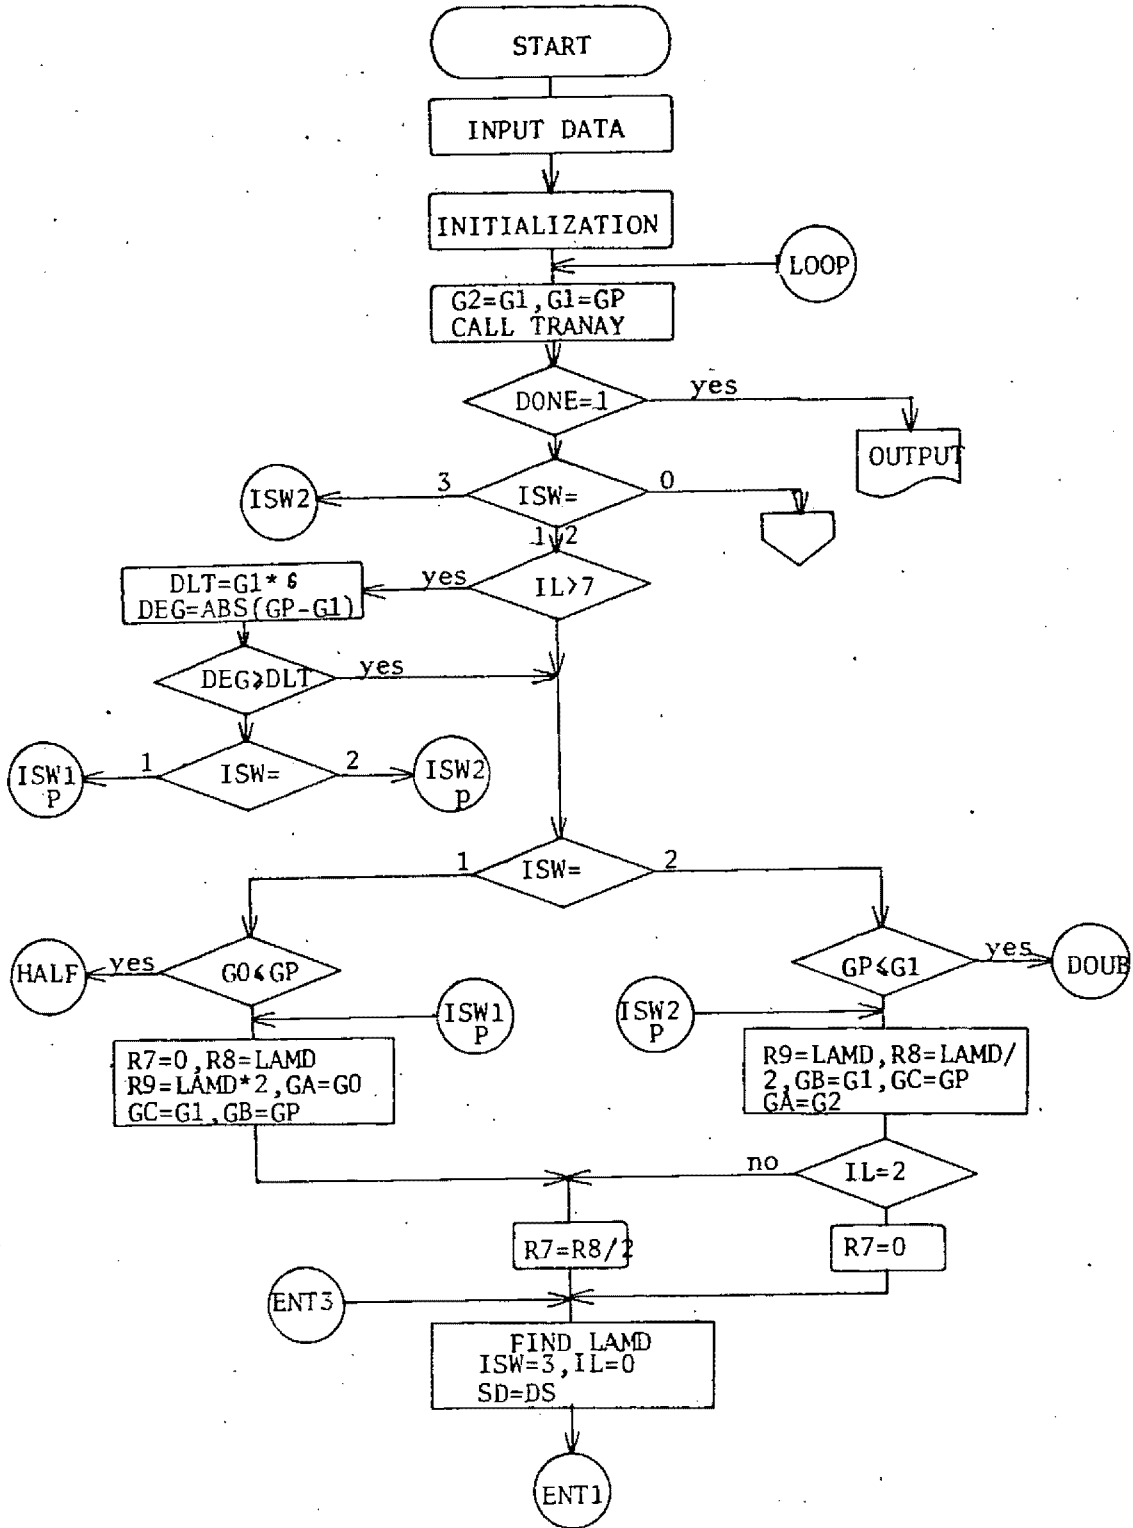 START
INPUT DATA
INITIALIZATION
LOOP
G2=G1,G1=GP
CALL TRANAY
DONE=1
yes
OUTPUT
ISW2
3
ISW=
0
1
2
DLT=G1*6
DEG=ABS(GP-G1)
yes
IL>7
DEG≥DLT
yes
ISW1
P
1
ISW=
2
ISW2
p
1
ISW=
2
HALF
yes
G0≤GP
GP≤G1
yes
DOUB
ISW1
P
ISW2
P
R7=0,R8=LAMD
R9=LAMD*2,GA=G0
GC=G1,GB=GP
R9=LAMD,R8=LAMD/
2,GB=G1,GC=GP
GA=G2
no
IL=2
R7=R8/2
R7=0
ENT3
FIND LAMD
ISW=3,IL=0
SD=DS
ENT1